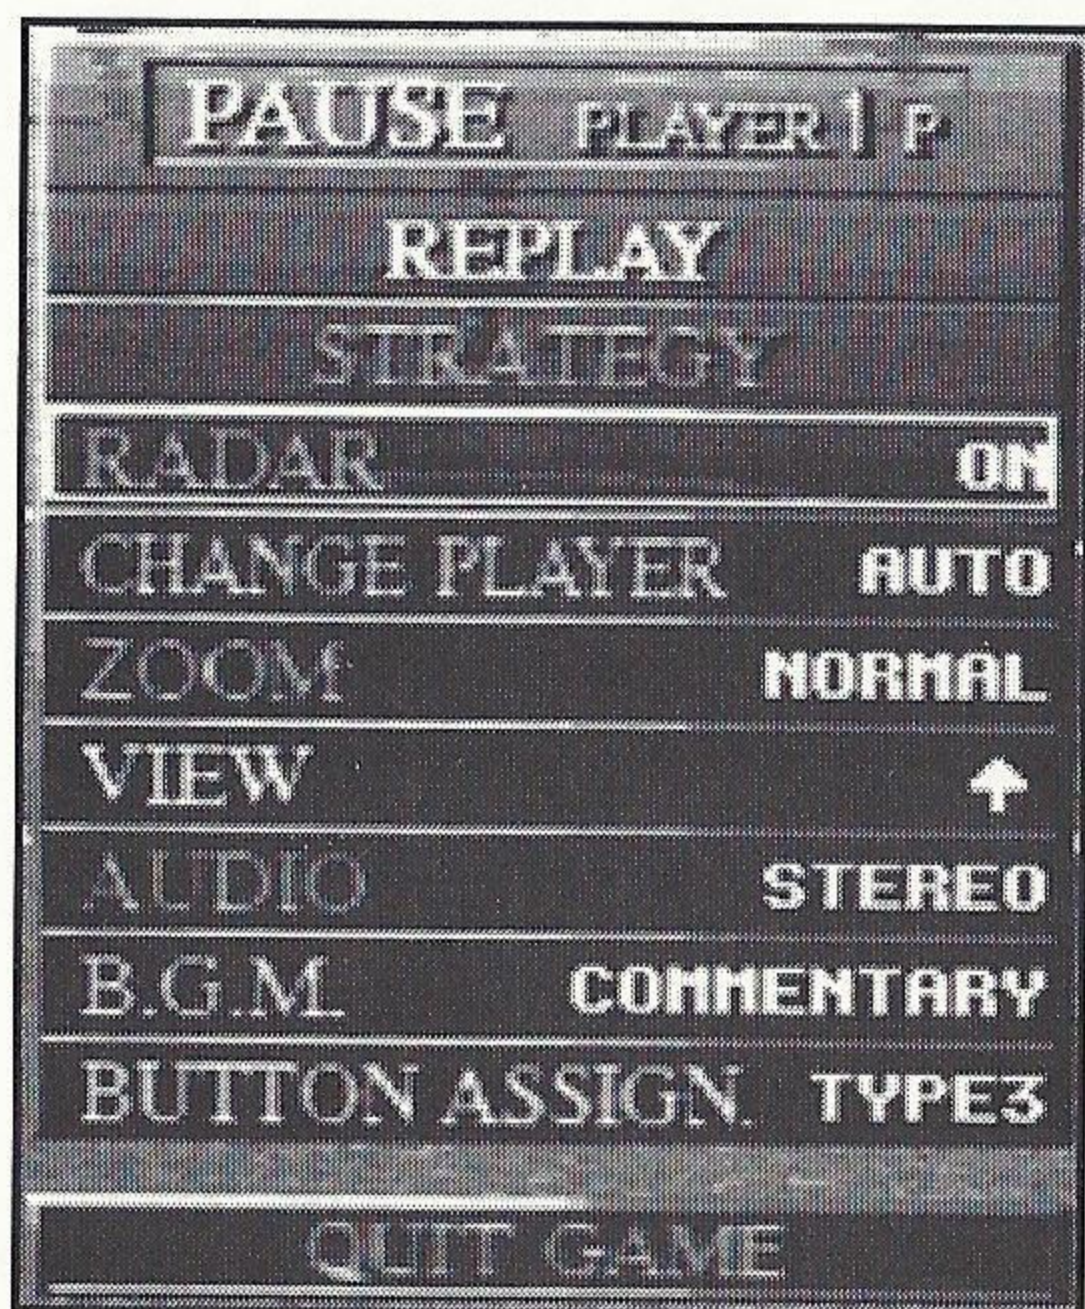 PAUSE PLAYER 1 P
REPLAY
STRATEGY
RADAR ON
CHANGE PLAYER AUTO
ZOOM NORMAL
VIEW ↑
AUDIO STEREO
B.G.M. COMMENTARY
BUTTON ASSIGN. TYPE3
QUIT GAME